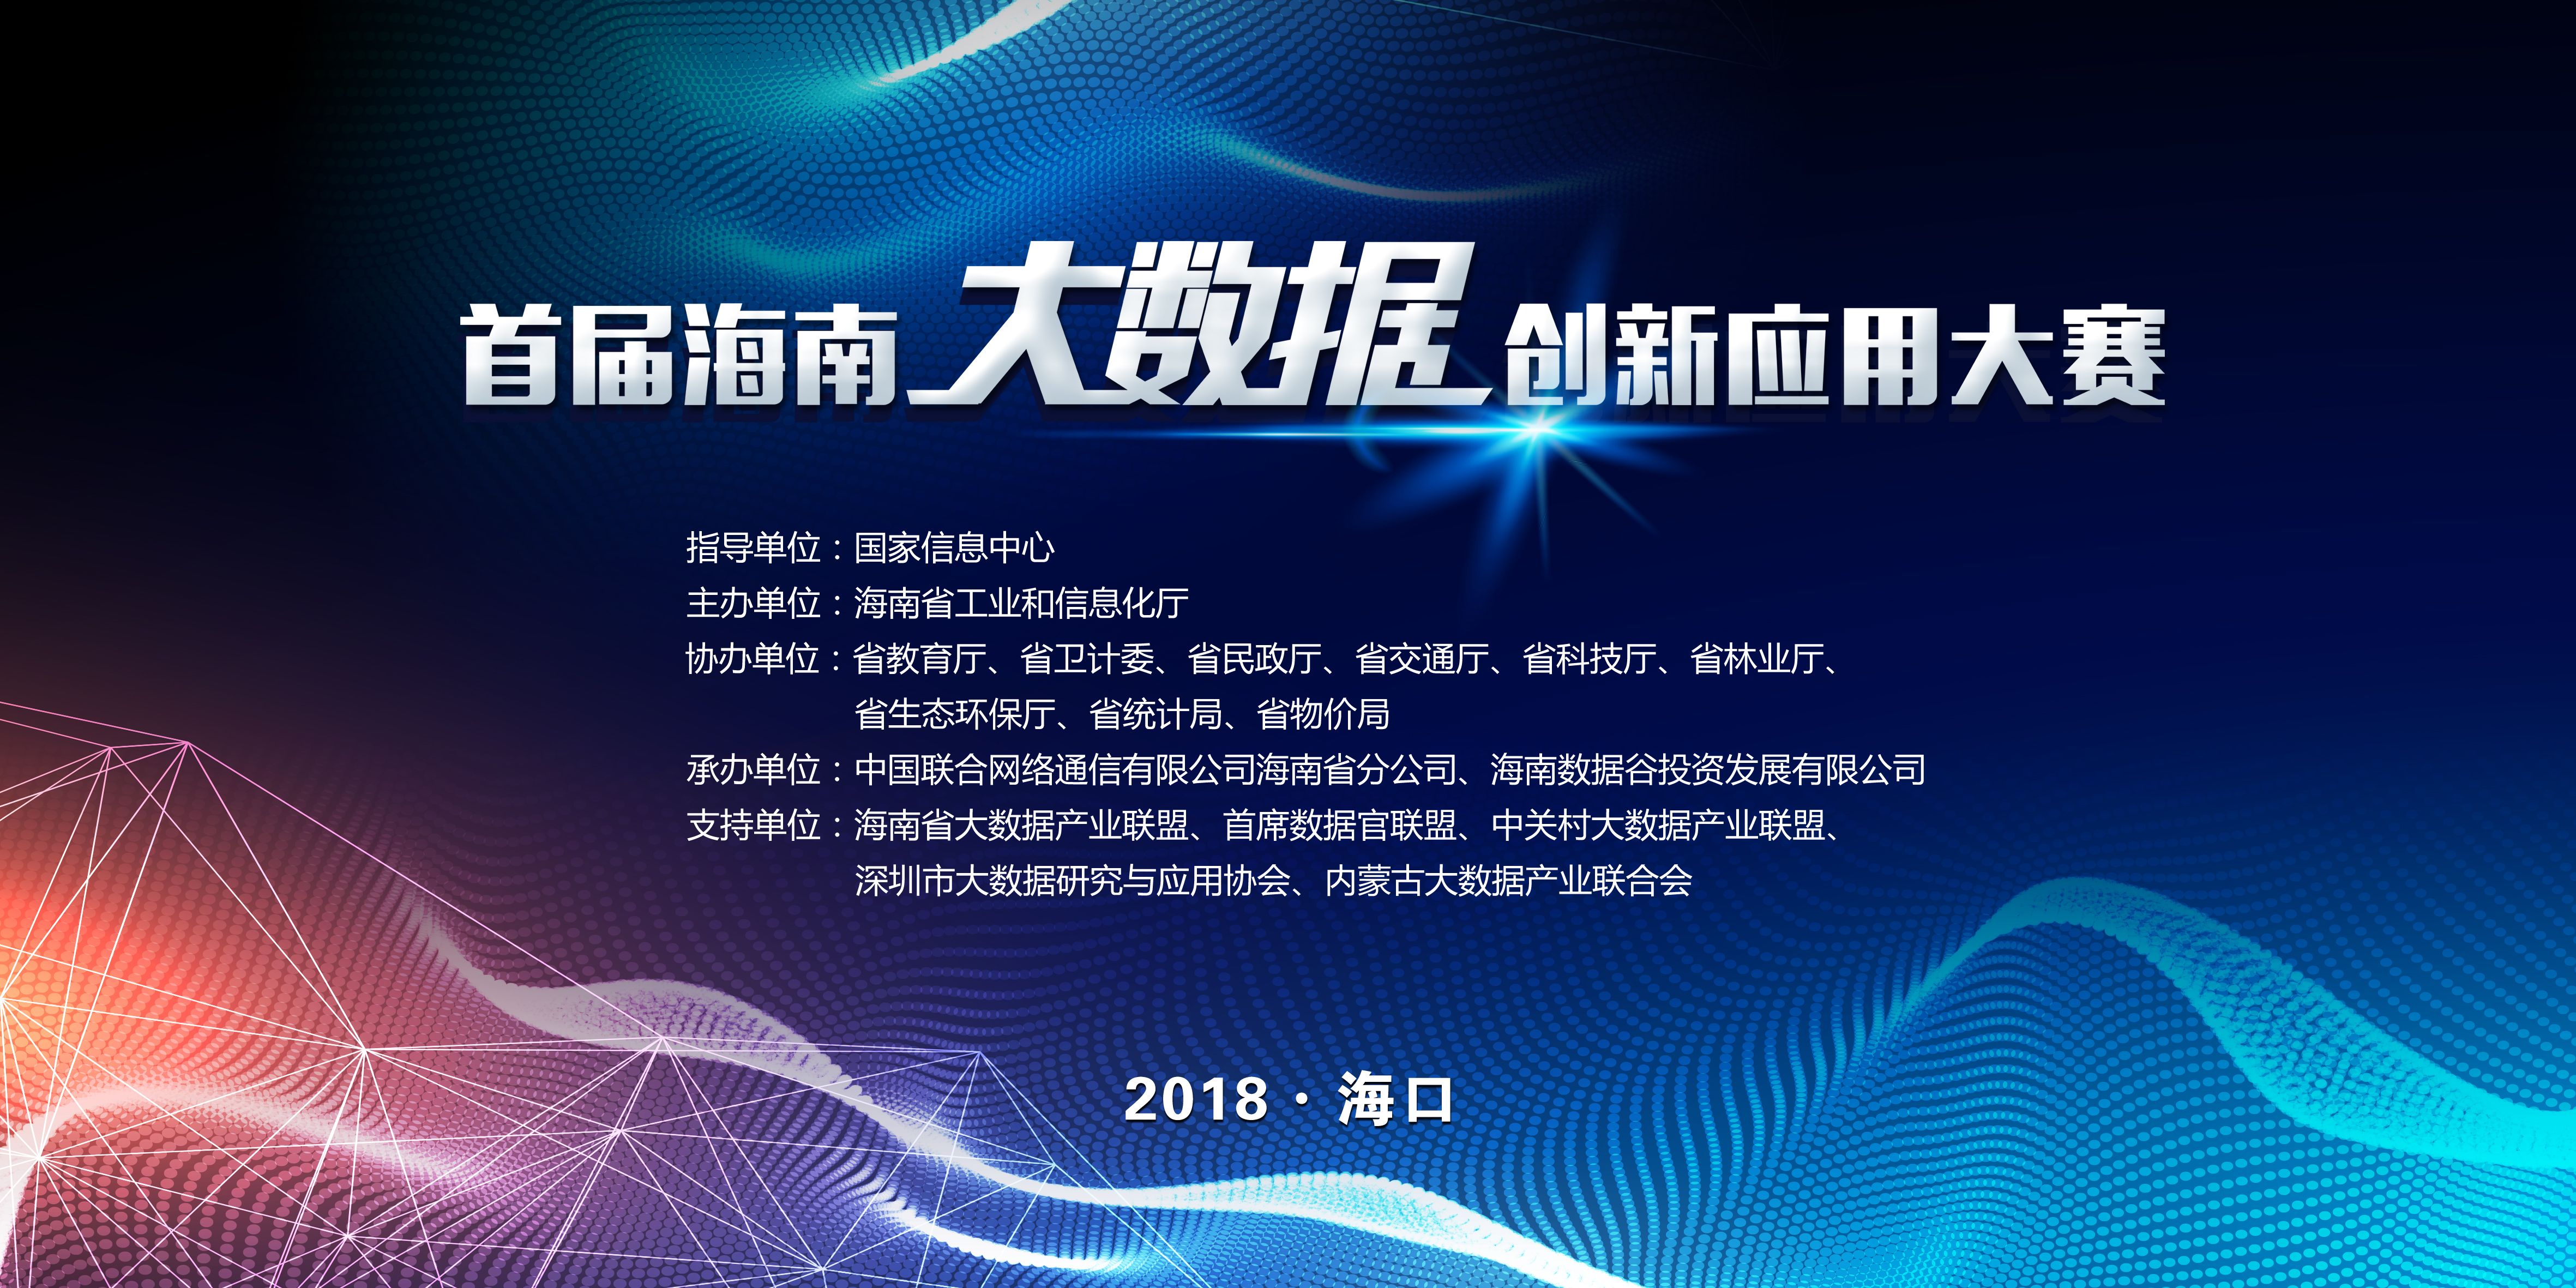 首届海南大数据创新应用大赛
指导单位：国家信息中心
主办单位：海南省工业和信息化厅
协办单位：省教育厅、省卫计委、省民政厅、省交通厅、省科技厅、省林业厅、
省生态环保厅、省统计局、省物价局
承办单位：中国联合网络通信有限公司海南省分公司、海南数据谷投资发展有限公司
支持单位：海南省大数据产业联盟、首席数据官联盟、中关村大数据产业联盟、
深圳市大数据研究与应用协会、内蒙古大数据产业联合会
2018 · 海口